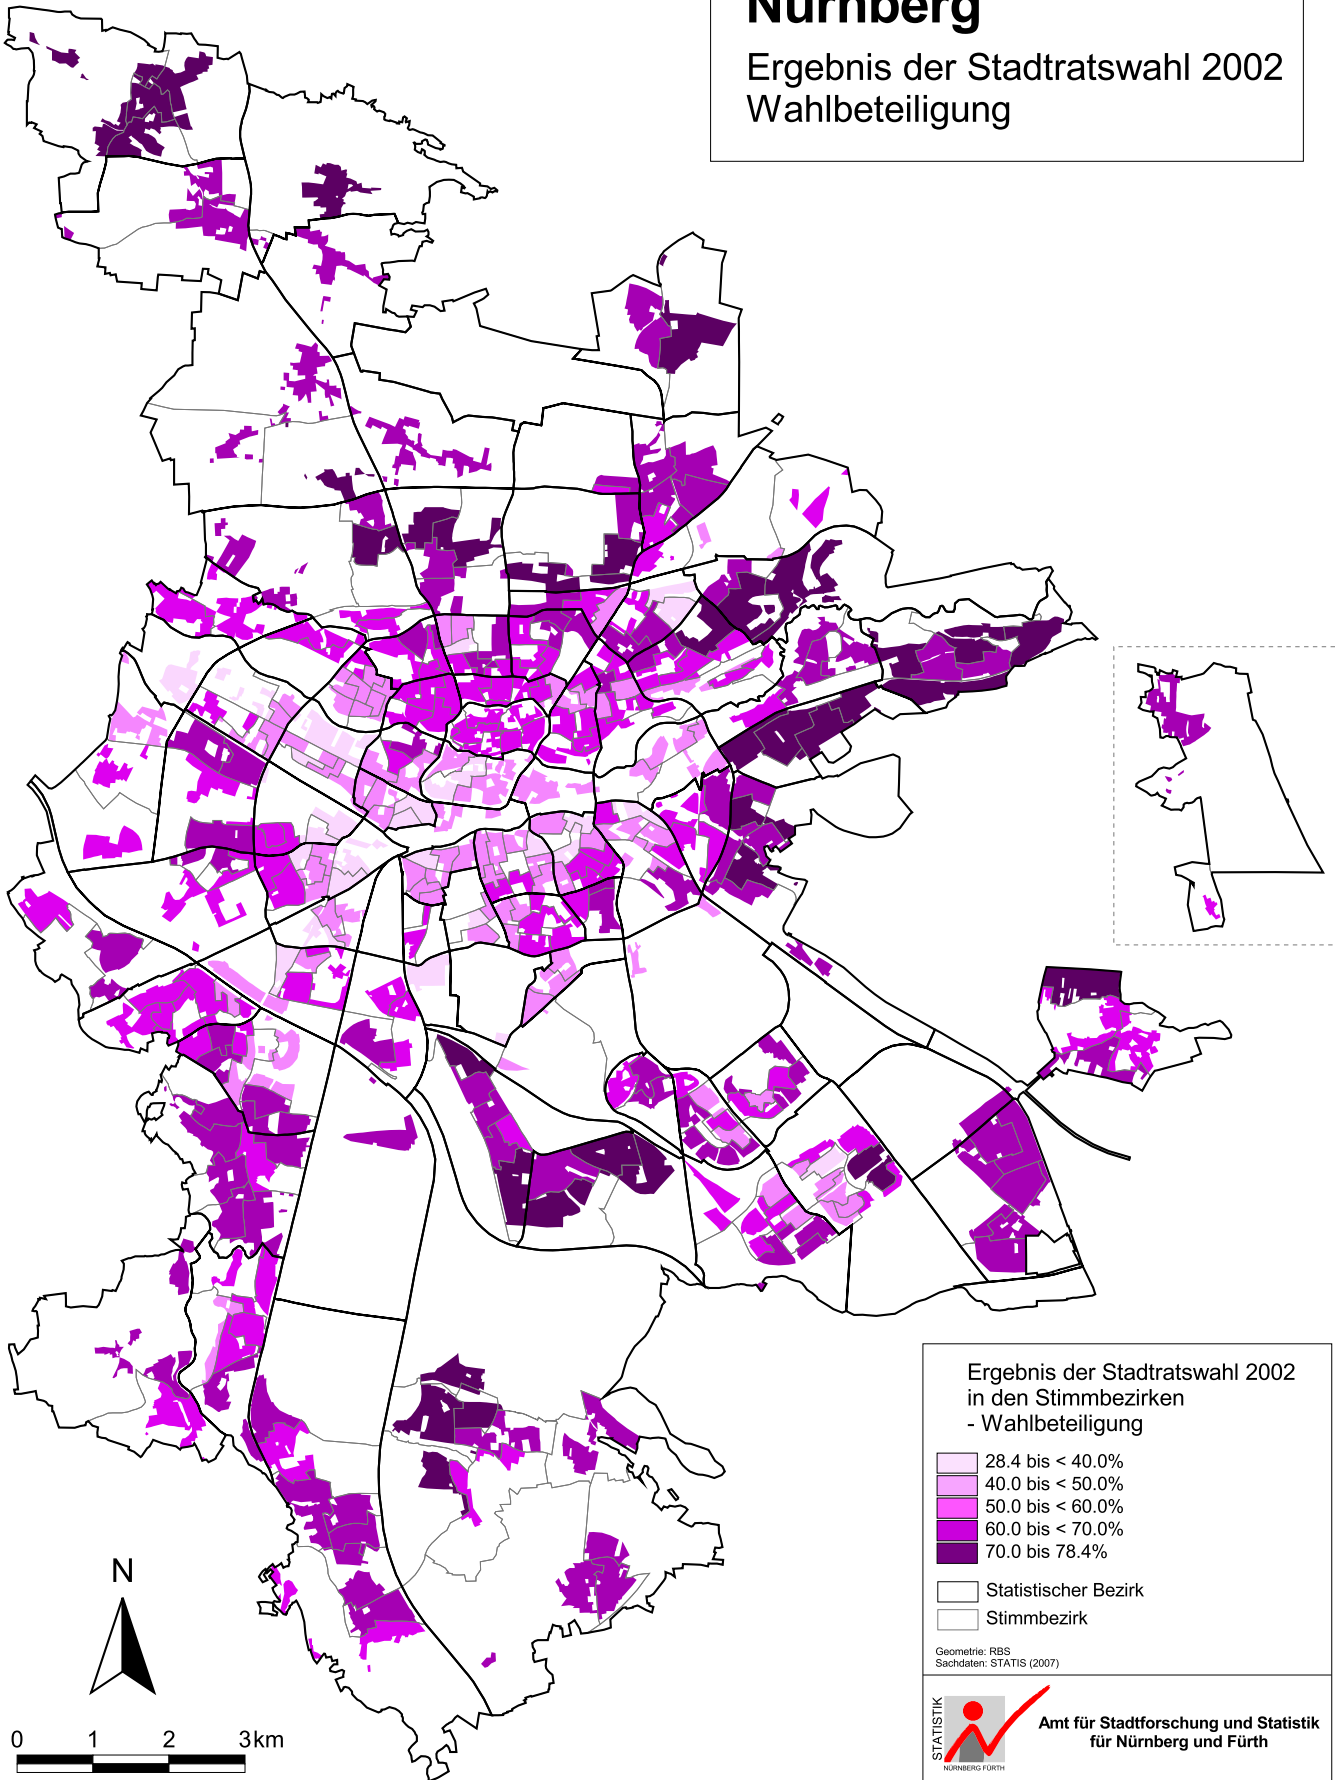 Nürnberg
Ergebnis der Stadtratswahl 2002
Wahlbeteiligung
Ergebnis der Stadtratswahl 2002
in den Stimmbezirken
- Wahlbeteiligung
28.4 bis < 40.0%
40.0 bis < 50.0%
50.0 bis < 60.0%
60.0 bis < 70.0%
70.0 bis 78.4%
Statistischer Bezirk
Stimmbezirk
Geometrie: RBS
Sachdaten: STATIS (2007)
STATISTIK
NÜRNBERG FÜRTH
Amt für Stadtforschung und Statistik
für Nürnberg und Fürth
N
0 1 2 3km